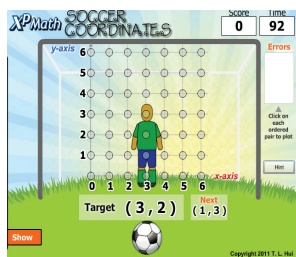 XP Math SOCCER COORDINATES
Score Time
0 92
Errors
y-axis 6
5
4
3
2
1
Click on
each
ordered
pair to plot
Hint
x-axis
0 1 2 3 4 5 6
Target (3,2)
Next
(1,3)
Show
Copyright 2011 T. L. Hui